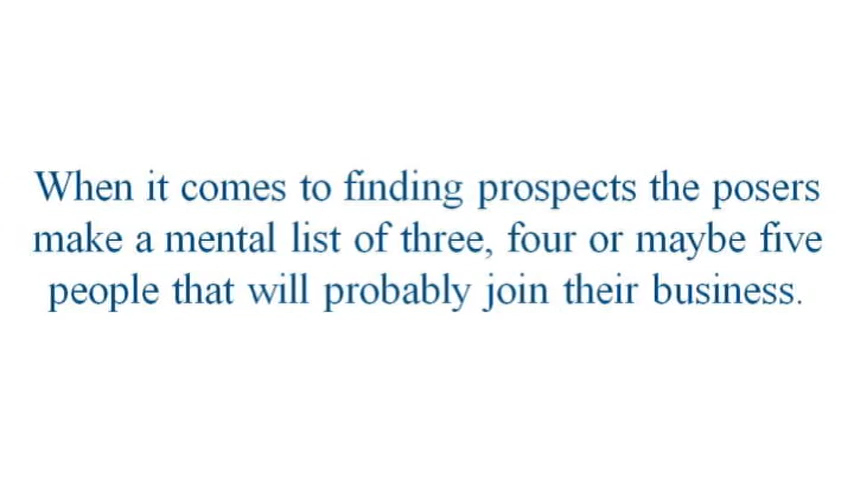 When it comes to finding prospects the posers
make a mental list of three, four or maybe five
people that will probably join their business.